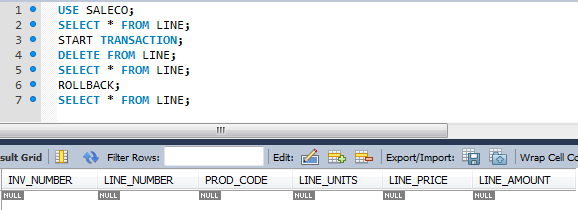 1 USE SALECO;
2 SELECT * FROM LINE;
3 START TRANSACTION;
4 DELETE FROM LINE;
5 SELECT * FROM LINE;
6 ROLLBACK;
7 SELECT * FROM LINE;
sult Grid Filter Rows: Edit: Export/Import: Wrap Cell Co
INV_NUMBER LINE_NUMBER PROD_CODE LINE_UNITS LINE_PRICE LINE_AMOUNT
NULL NULL NULL NULL NULL NULL